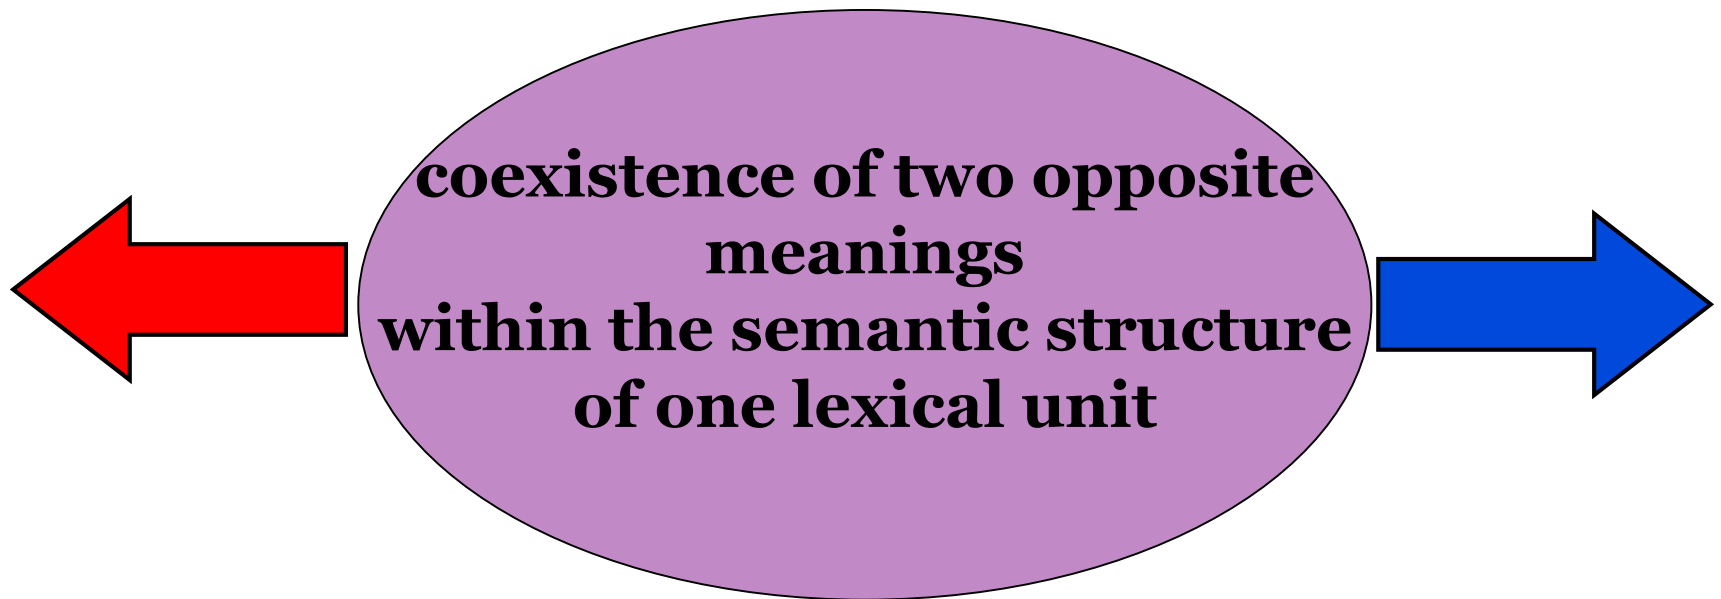 coexistence of two opposite
meanings
within the semantic structure
of one lexical unit